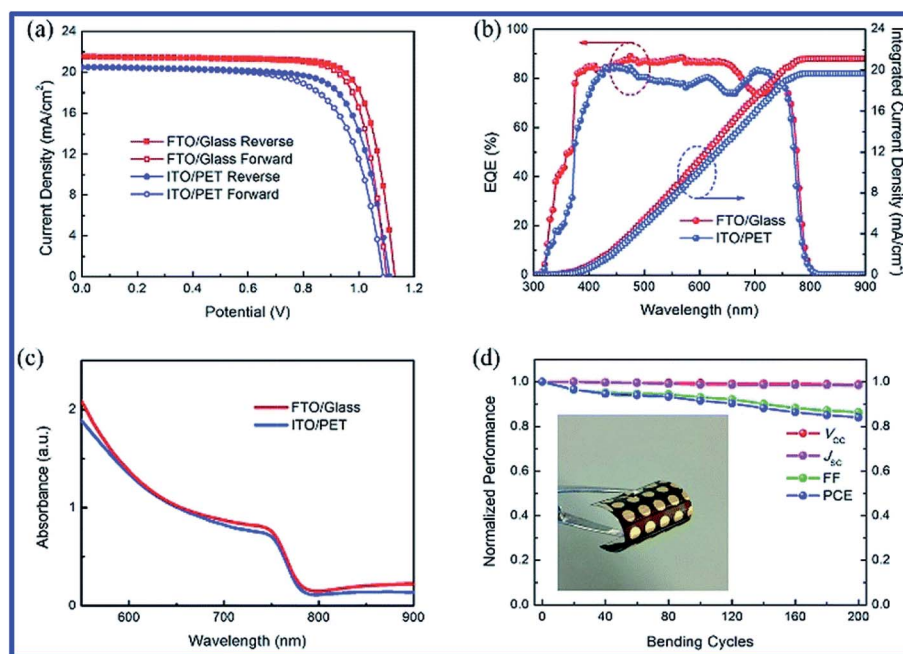 (a)
24
20
16
12
8
4
0
Current Density (mA/cm²)
FTO/Glass Reverse
FTO/Glass Forward
ITO/PET Reverse
ITO/PET Forward
0.0 0.2 0.4 0.6 0.8 1.0 1.2
Potential (V)
(b)
100
80
60
40
20
0
EQE (%)
24
20
16
12
8
4
0
Integrated Current Density (mA/cm²)
FTO/Glass
ITO/PET
300 400 500 600 700 800 900
Wavelength (nm)
(c)
2
1
0
Absorbance (a.u.)
FTO/Glass
ITO/PET
600 700 800 900
Wavelength (nm)
(d)
1.0
0.8
0.6
0.4
0.2
0.0
Normalized Performance
1.0
0.8
0.6
0.4
0.2
0.0
Voc
Jsc
FF
PCE
0 40 80 120 160 200
Bending Cycles